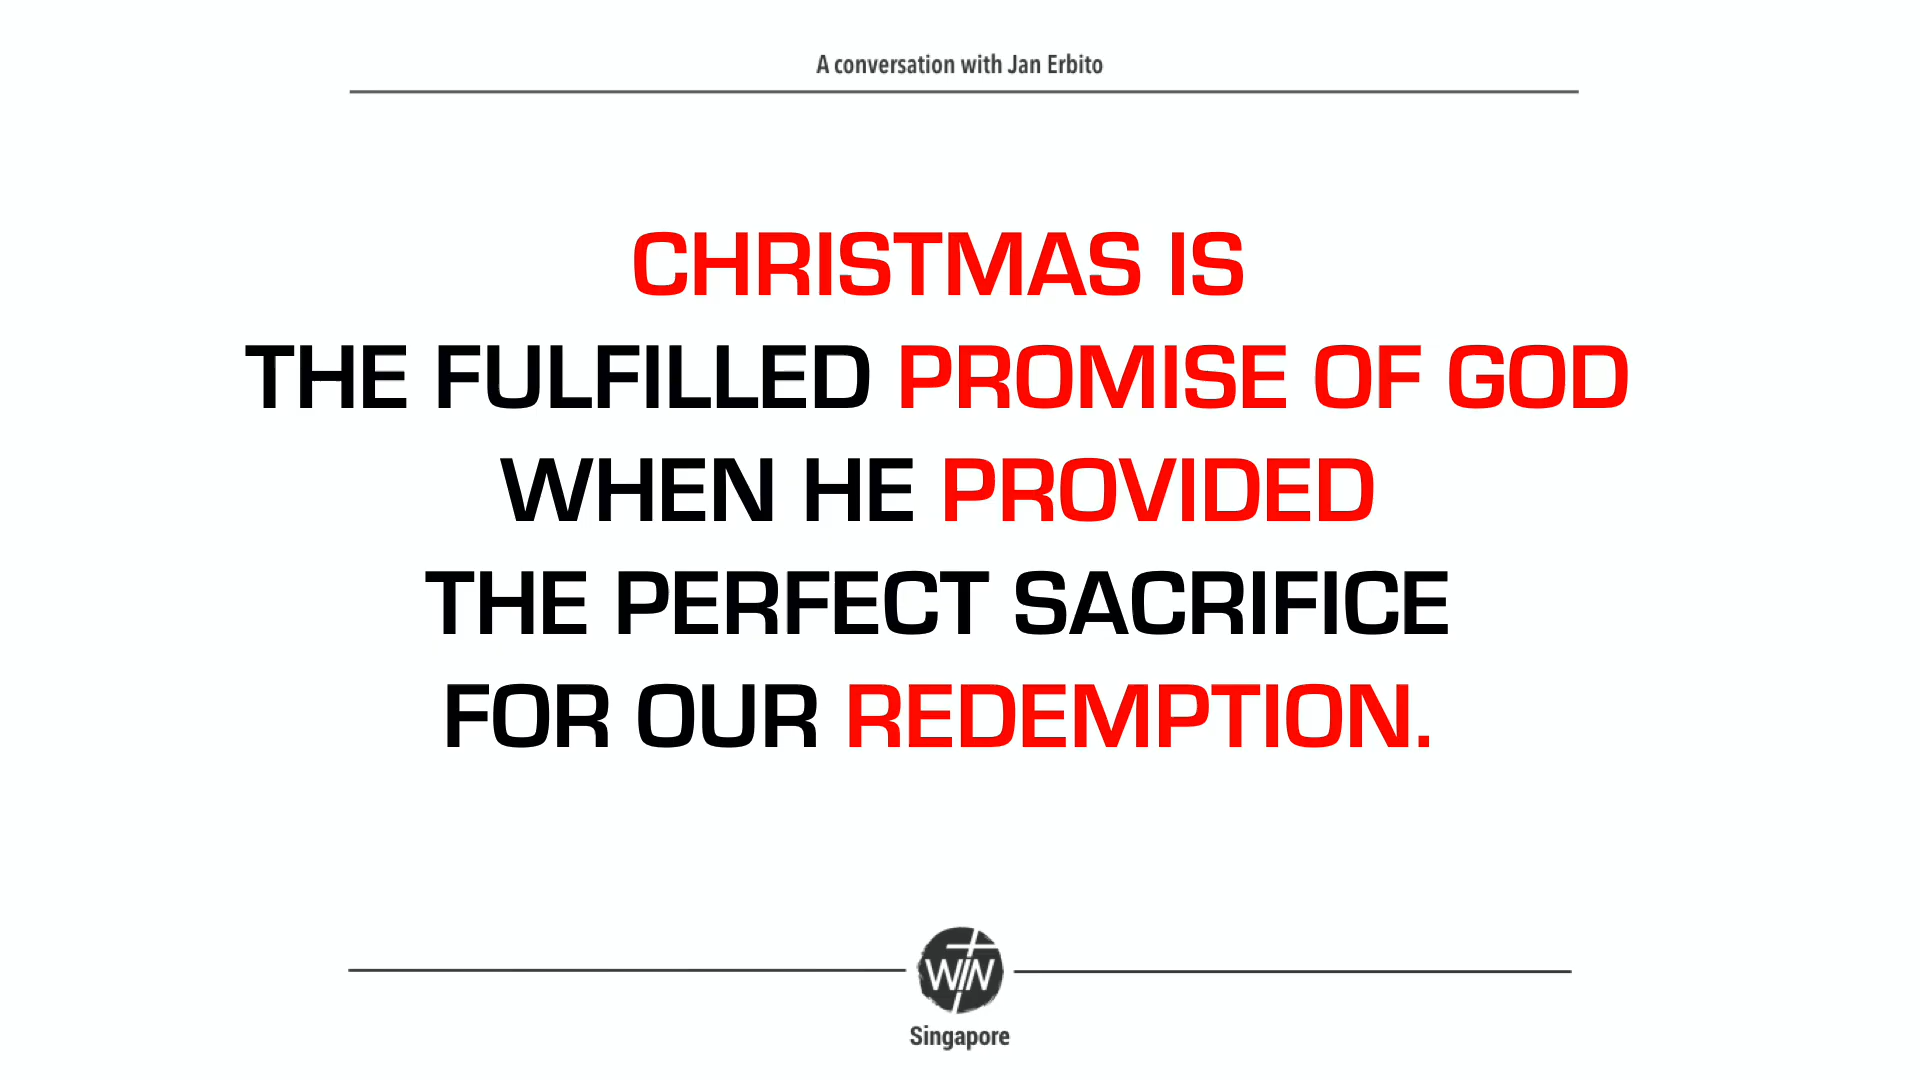 A conversation with Jan Erbito
CHRISTMAS IS
THE FULFILLED PROMISE OF GOD
WHEN HE PROVIDED
THE PERFECT SACRIFICE
FOR OUR REDEMPTION.
WIN
Singapore